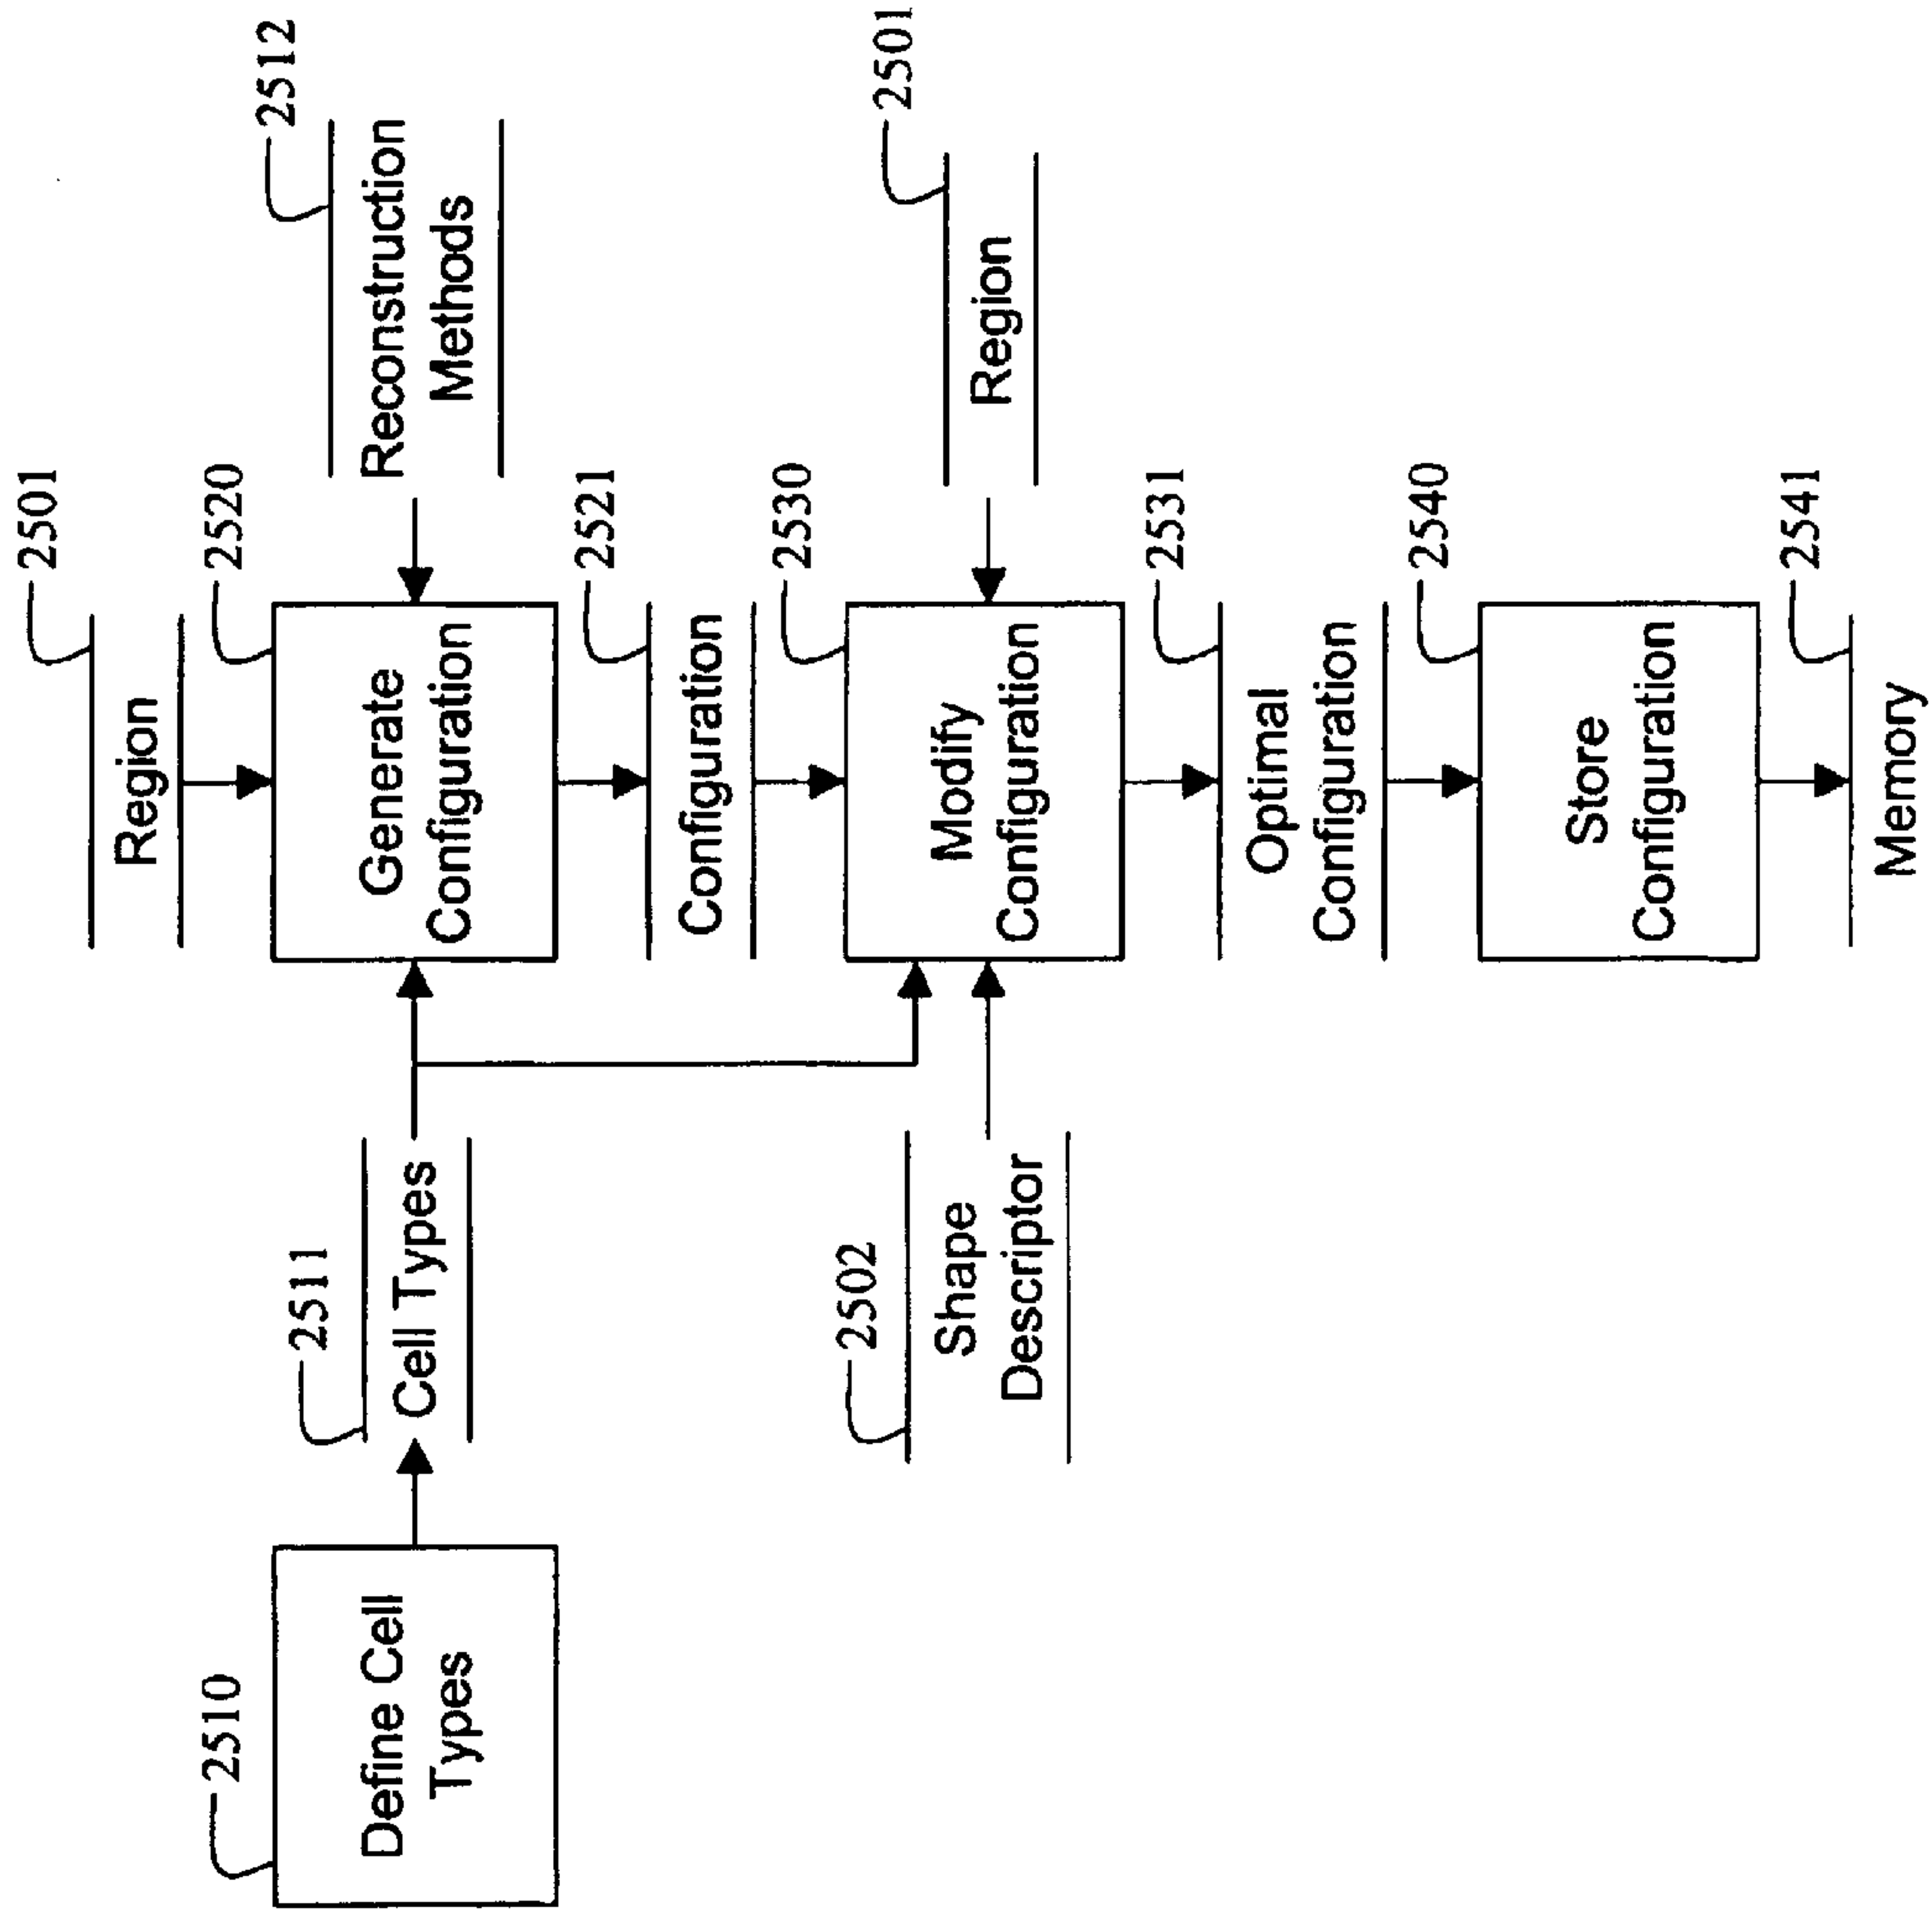 2501
Region
2510
2520
2512
Define Cell
Types
2511
Cell Types
Generate
Configuration
Reconstruction
Methods
2521
Configuration
2502
Shape
Descriptor
2530
Modify
Configuration
2501
Region
2531
Optimal
Configuration
2540
Store
Configuration
2541
Memory